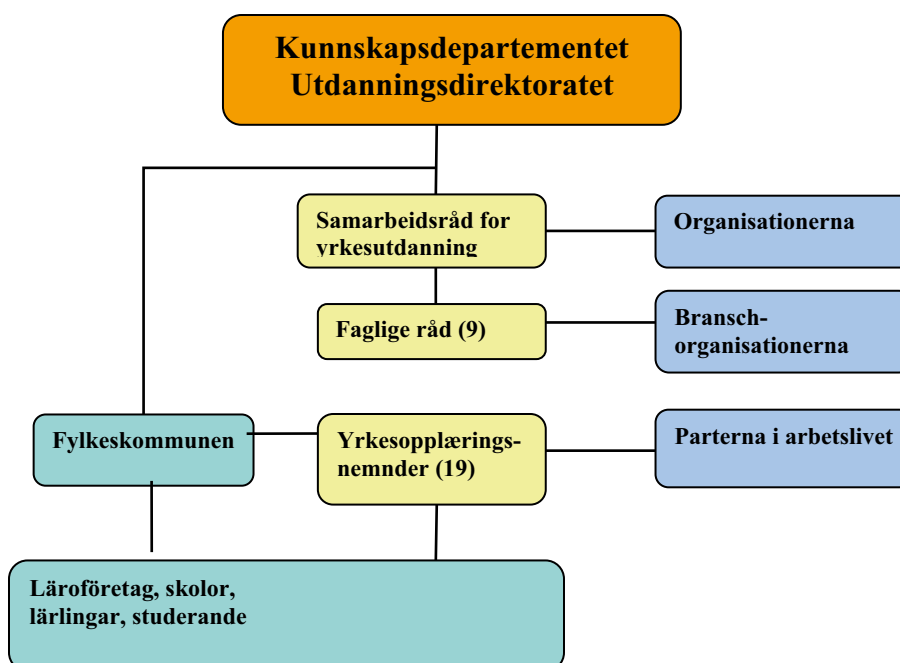 Kunnskapsdepartementet
Utdanningsdirektoratet
Samarbeidsråd for
yrkesutdanning
Organisationerna
Faglige råd (9)
Bransch-
organisationerna
Fylkeskommunen
Yrkesopplærings-
nemnder (19)
Parterna i arbetslivet
Läroföretag, skolor,
lärlingar, studerande